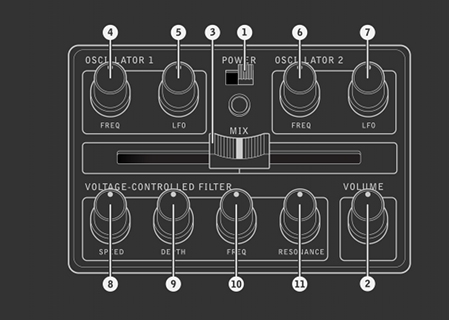 4 5 3 1 6 7
OSCILLATOR 1 POWER OSCILLATOR 2
FREQ LFO FREQ LFO
MIX
VOLTAGE-CONTROLLED FILTER VOLUME
SPEED DEPTH FREQ RESONANCE
8 9 10 11 2